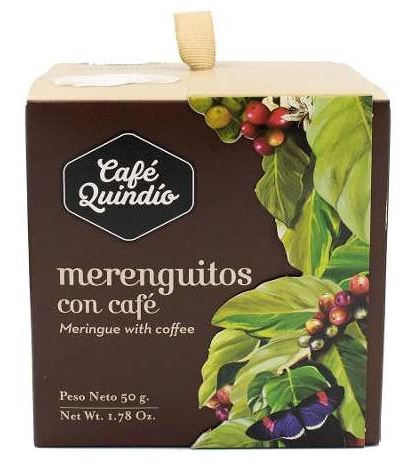 Café
Quindío
merenguitos
con café
Meringue with coffee
Peso Neto 50 g.
Net Wt. 1.78 Oz.